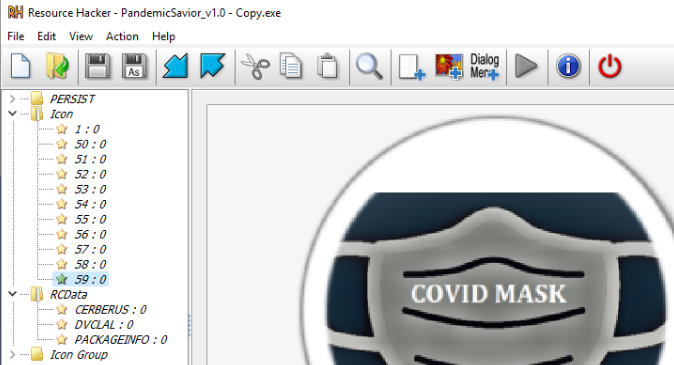 Resource Hacker - PandemicSavior_v1.0 - Copy.exe
File Edit View Action Help
As
Dialog
Mer
PERSIST
Icon
1 : 0
50 : 0
51 : 0
52 : 0
53 : 0
54 : 0
55 : 0
56 : 0
57 : 0
58 : 0
59 : 0
RCData
CERBERUS : 0
DVCLAL : 0
PACKAGEINFO : 0
Icon Group
COVID MASK